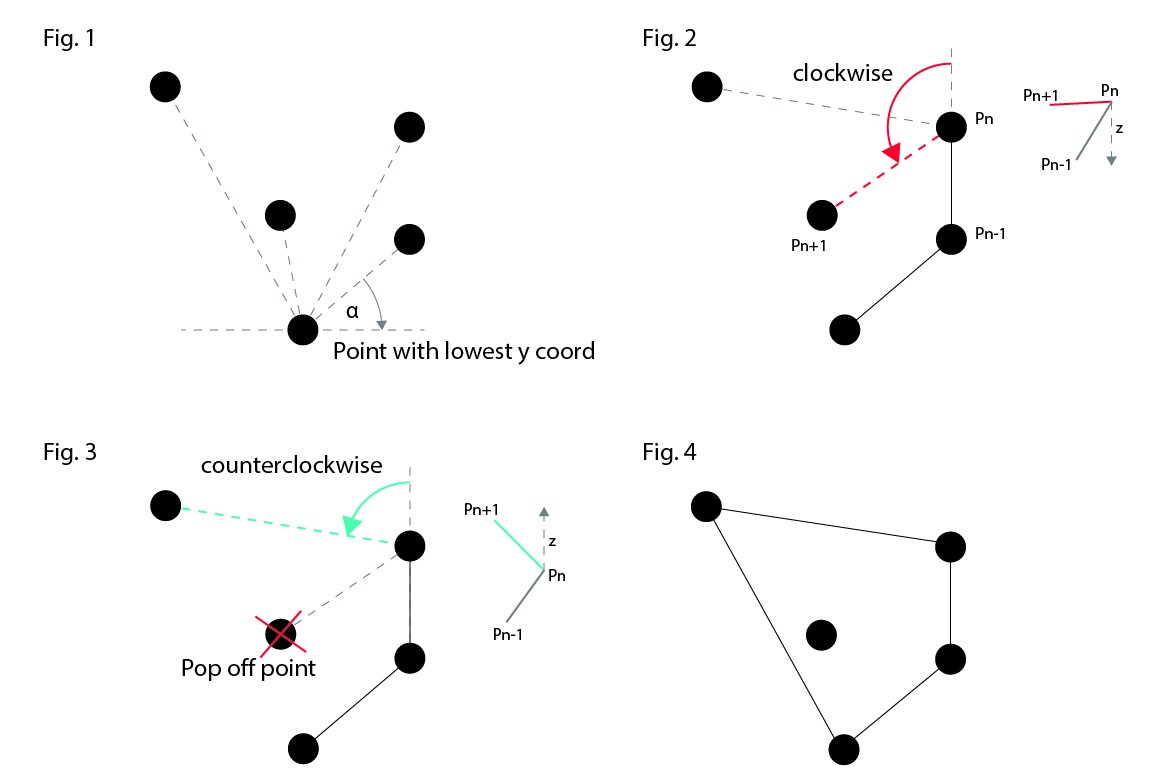 Fig. 1
α
Point with lowest y coord
Fig. 2
clockwise
Pn
Pn+1
Pn-1
Pn+1
Pn
z
Pn-1
Fig. 3
counterclockwise
Pop off point
Pn+1
z
Pn
Pn-1
Fig. 4